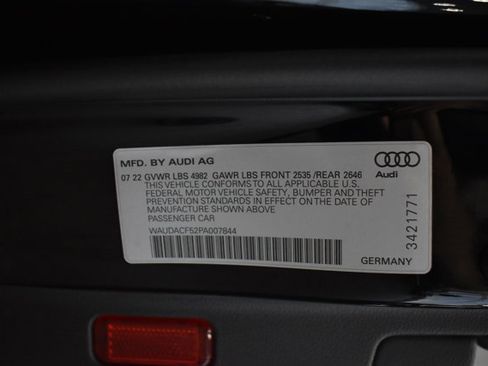 MFD. BY AUDI AG
07 22 GVWR LBS 4982 GAWR LBS FRONT 2535 /REAR 2646
THIS VEHICLE CONFORMS TO ALL APPLICABLE U.S.
FEDERAL MOTOR VEHICLE SAFETY, BUMPER AND THEFT
PREVENTION STANDARDS IN EFFECT ON THE DATE OF
MANUFACTURE SHOWN ABOVE
PASSENGER CAR
WAUDACF52PA007844
Audi
3421771
GERMANY